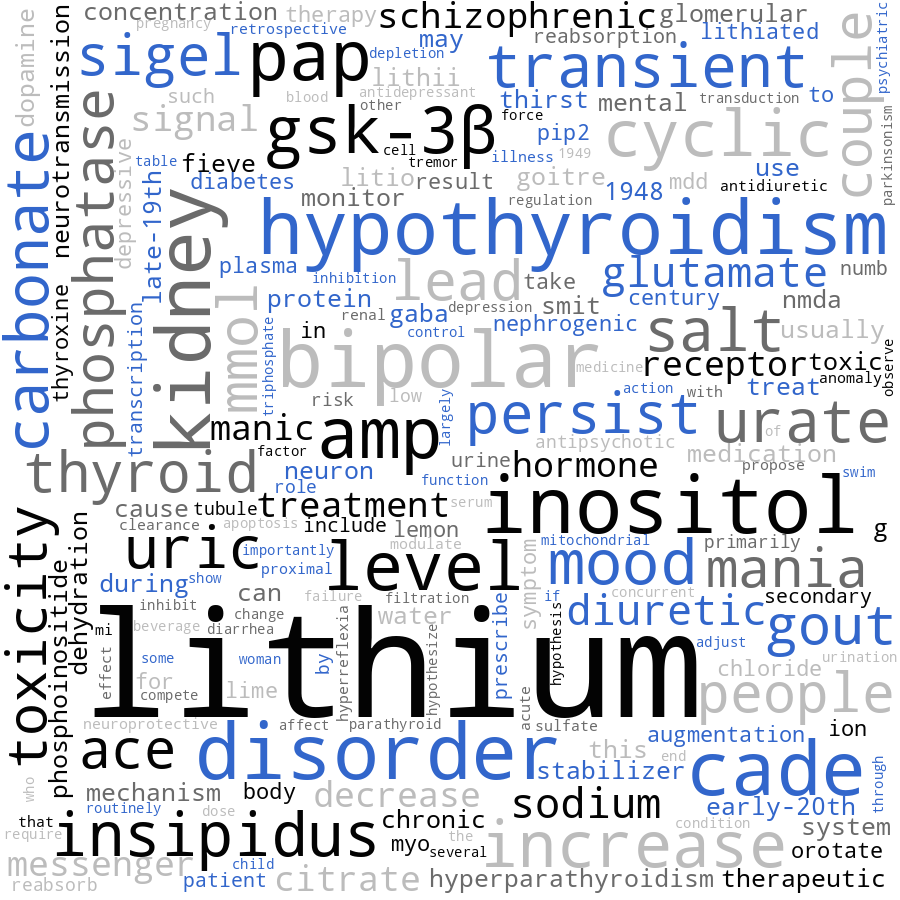 concentration
therapy
schizophrenic
glomerular
pregnancy
retrospective
may
reabsorption
lithiated
couple
psychiatric
dopamine
neurotransmission
sigel
pap
depletion
lithii
transient
such
blood
antidepressant
other
thirst
mental
transduction
to
signal
gsk-3β
force
pip2
cyclic
parkinsonism
carbonate
phosphatase
depressive
late-19th
table
fieve
cell
tremor
illness
1949
diabetes
litio
result
goitre
1948
mdd
use
antidiuretic
monitor
regulation
kidney
hypothyroidism
plasma
inhibition
lead
take
glutamate
numb
thyroxine
transcription
mmol
triphosphate
protein
renal
gaba
depression
smit
century
nmda
in
control
nephrogenic
salt
usually
bipolar
medicine
receptor
toxic
anomaly
observe
risk
low
largely
action
with
treat
manic
amp
persist
urate
factor
antipsychotic
of
medication
thyroid
neuron
urine
hormone
propose
swim
role
function
inositol
cause
tubule
treatment
serum
g
clearance
apoptosis
include
lemon
toxicity
dehydration
uric
importantly
modulate
mitochondrial
primarily
proximal
level
symptom
mood
mania
during
show
can
failure
filtration
if
concurrent
secondary
phosphoinositide
inhibit
change
water
prescribe
hypothesis
diuretic
gout
mi
beverage
diarrhea
lithium
hyperreflexia
hypothesize
adjust
effect
some
woman
by
urination
for
compete
lime
acute
chloride
people
neuroprotective
affect
parathyroid
sulfate
ace
disorder
augmentation
ion
this
end
stabilizer
cade
through
who
mechanism
body
decrease
sodium
early-20th
routinely
dose
that
require
insipidus
chronic
condition
system
myo
the
several
increase
orotate
messenger
child
reabsorb
patient
citrate
hyperparathyroidism
therapeutic